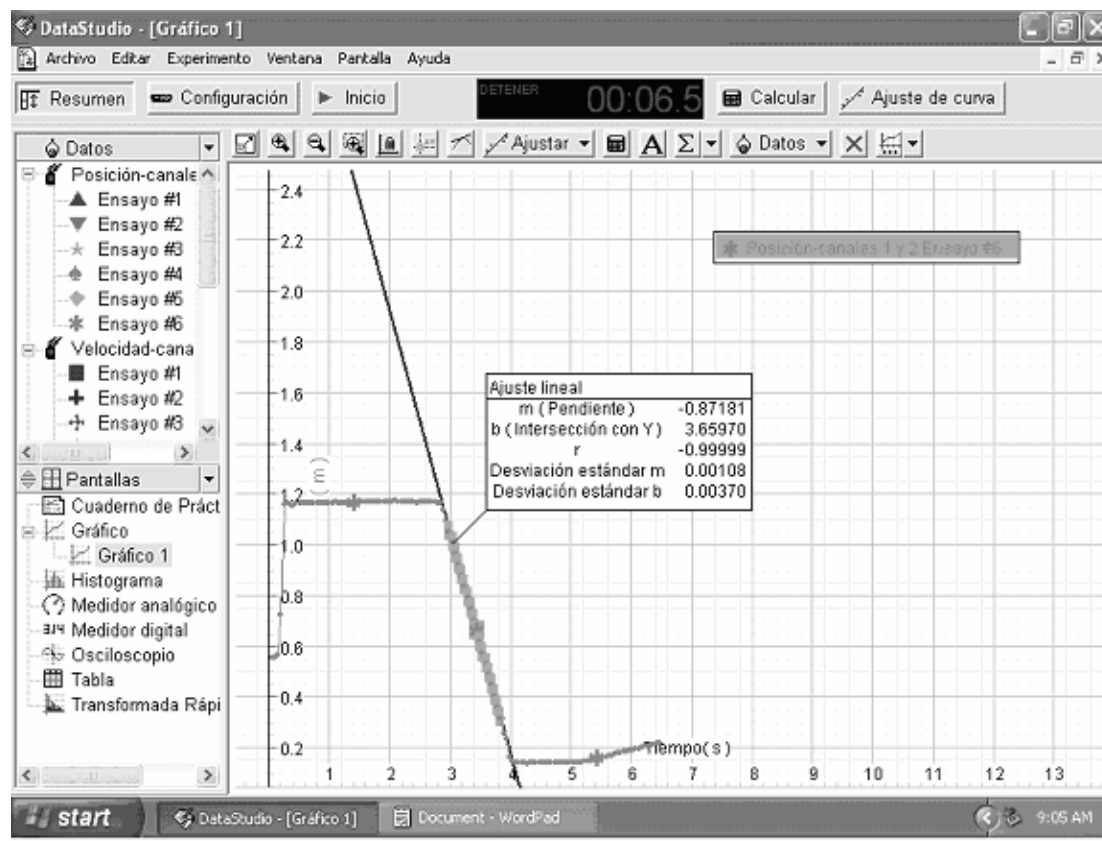 DataStudio - [Gráfico 1]
Archivo Editar Experimento Ventana Pantalla Ayuda
Resumen Configuración Inicio DETENER 00:06.5 Calcular Ajuste de curva
Datos Ajustar A Σ Datos
Posición-canale
Ensayo #1
Ensayo #2
Ensayo #3
Ensayo #4
Ensayo #5
Ensayo #6
Velocidad-cana
Ensayo #1
Ensayo #2
Ensayo #3
Pantallas
Cuaderno de Práct
Gráfico
Gráfico 1
Histograma
Medidor analógico
3.14 Medidor digital
Osciloscopio
Tabla
Transformada Rápi
2.4
2.2
2.0
1.8
1.6
1.4
1.2
1.0
0.8
0.6
0.4
0.2
(m)
Posición-canales 1 y 2 Ensayo #6
Ajuste lineal
m ( Pendiente ) -0.87181
b ( Intersección con Y ) 3.65970
r -0.99999
Desviación estándar m 0.00108
Desviación estándar b 0.00370
Tiempo( s )
1 2 3 4 5 6 7 8 9 10 11 12 13
start DataStudio - [Gráfico 1] Document - WordPad 9:05 AM